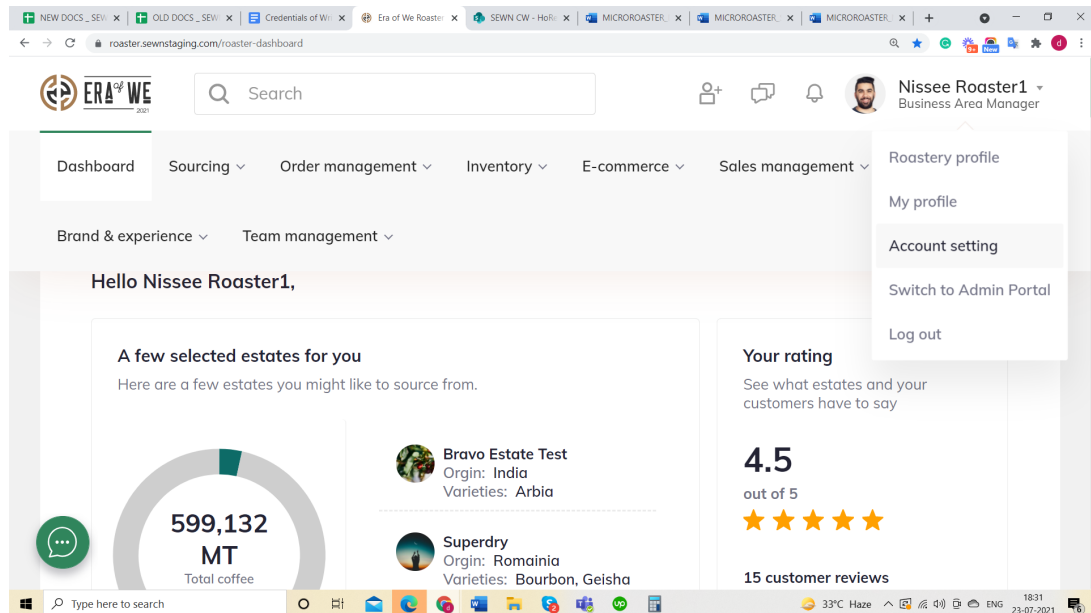 NEW DOCS _ SEW
OLD DOCS _ SEW
Credentials of Wri
Era of We Roaster
SEWN CW - HoRe
MICROROASTER_
MICROROASTER_
MICROROASTER_
roaster.sewnstaging.com/roaster-dashboard
9+
New
d
ERA of WE
2021
Search
Nissee Roaster1
Business Area Manager
Dashboard
Sourcing
Order management
Inventory
E-commerce
Sales management
Brand & experience
Team management
Roastery profile
My profile
Account setting
Switch to Admin Portal
Log out
Hello Nissee Roaster1,
A few selected estates for you
Here are a few estates you might like to source from.
599,132
MT
Total coffee
Bravo Estate Test
Orgin: India
Varieties: Arbia
Superdry
Orgin: Romainia
Varieties: Bourbon, Geisha
Your rating
See what estates and your
customers have to say
4.5
out of 5
15 customer reviews
Type here to search
33°C Haze
ENG
18:31
23-07-2021